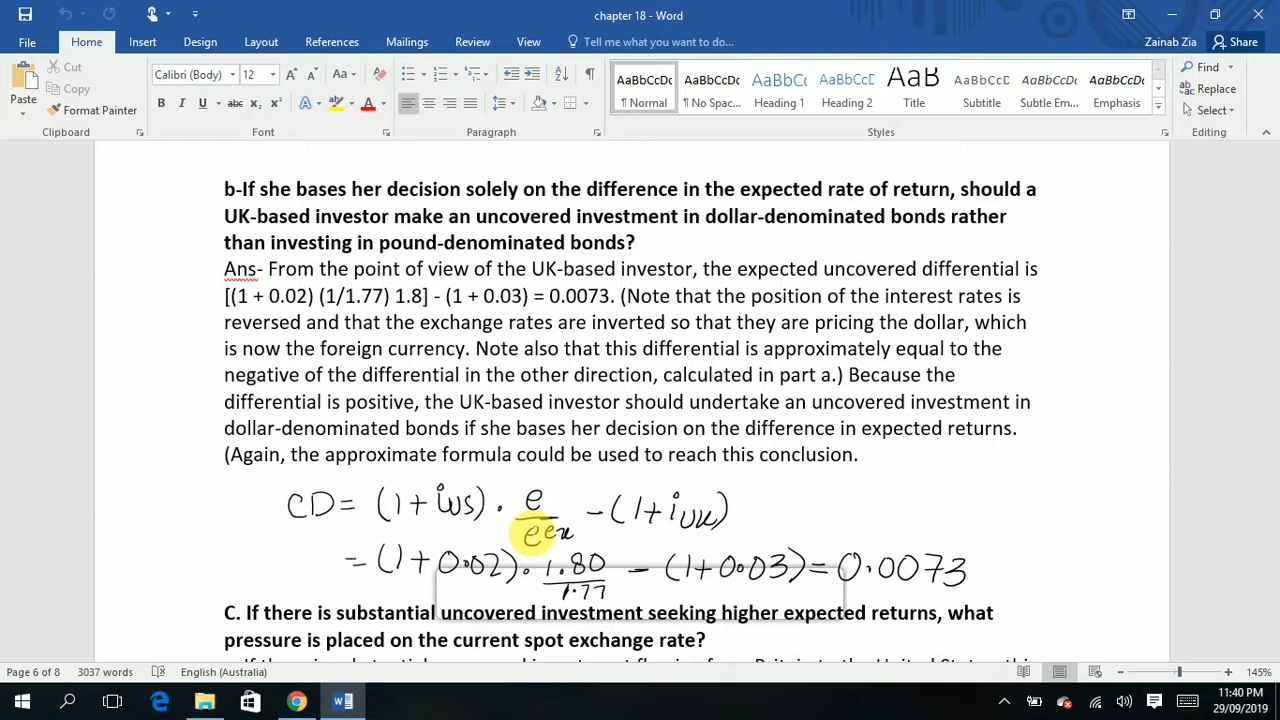 chapter 18 - Word
Zainab Zia
Share
File
Home
Insert
Design
Layout
References
Mailings
Review
View
Tell me what you want to do...
Paste
Cut
Copy
Format Painter
Clipboard
Calibri (Body)
12
Font
Paragraph
AaBbCcDc
¶ Normal
AaBbCcDc
¶ No Spac...
AaBbCc
Heading 1
AaBbCcC
Heading 2
AaB
Title
AaBbCcD
Subtitle
AaBbCcDc
Subtle Em...
AaBbCcDc
Emphasis
Styles
Find
Replace
Select
Editing
b-If she bases her decision solely on the difference in the expected rate of return, should a
UK-based investor make an uncovered investment in dollar-denominated bonds rather
than investing in pound-denominated bonds?
Ans- From the point of view of the UK-based investor, the expected uncovered differential is
[(1 + 0.02) (1/1.77) 1.8] - (1 + 0.03) = 0.0073. (Note that the position of the interest rates is
reversed and that the exchange rates are inverted so that they are pricing the dollar, which
is now the foreign currency. Note also that this differential is approximately equal to the
negative of the differential in the other direction, calculated in part a.) Because the
differential is positive, the UK-based investor should undertake an uncovered investment in
dollar-denominated bonds if she bases her decision on the difference in expected returns.
(Again, the approximate formula could be used to reach this conclusion.
CD = (1 + iUS) . e / e^ex - (1 + iUK)
= (1 + 0.02) . 1.80 / 1.77 - (1 + 0.03) = 0.0073
C. If there is substantial uncovered investment seeking higher expected returns, what
pressure is placed on the current spot exchange rate?
Page 6 of 8
3037 words
English (Australia)
145%
11:40 PM
29/09/2019